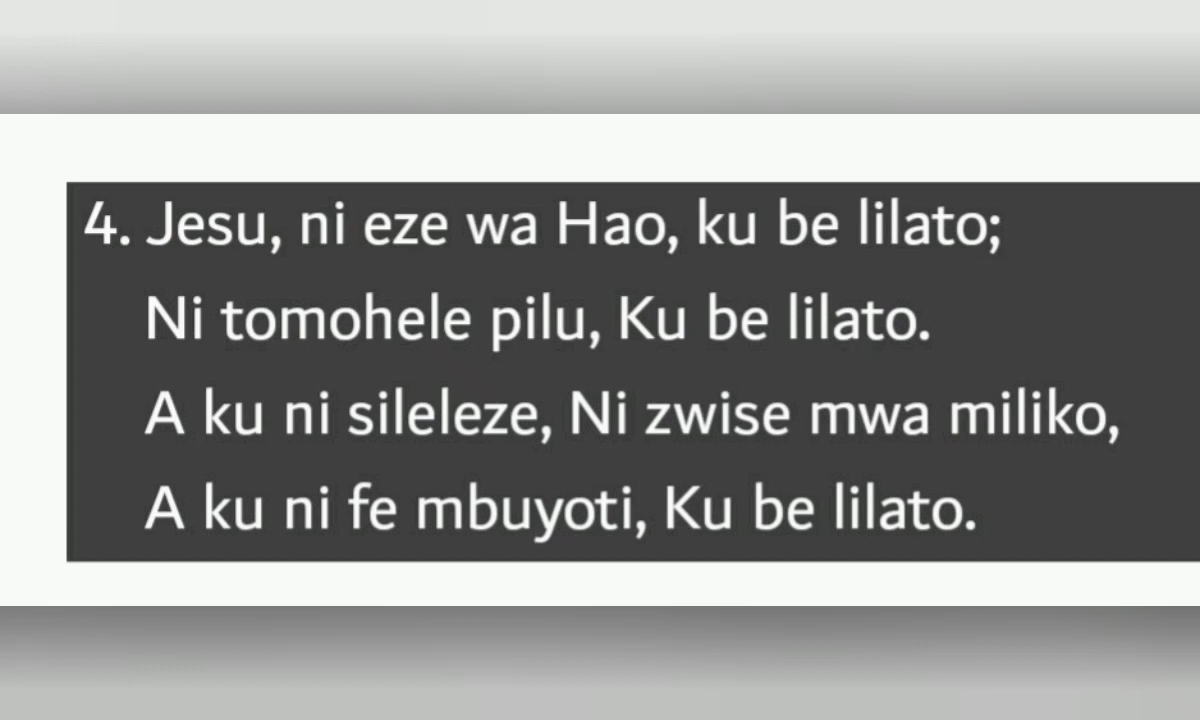 4. Jesu, ni eze wa Hao, ku be lilato;
Ni tomohele pilu, Ku be lilato.
A ku ni sileleze, Ni zwise mwa miliko,
A ku ni fe mbuyoti, Ku be lilato.